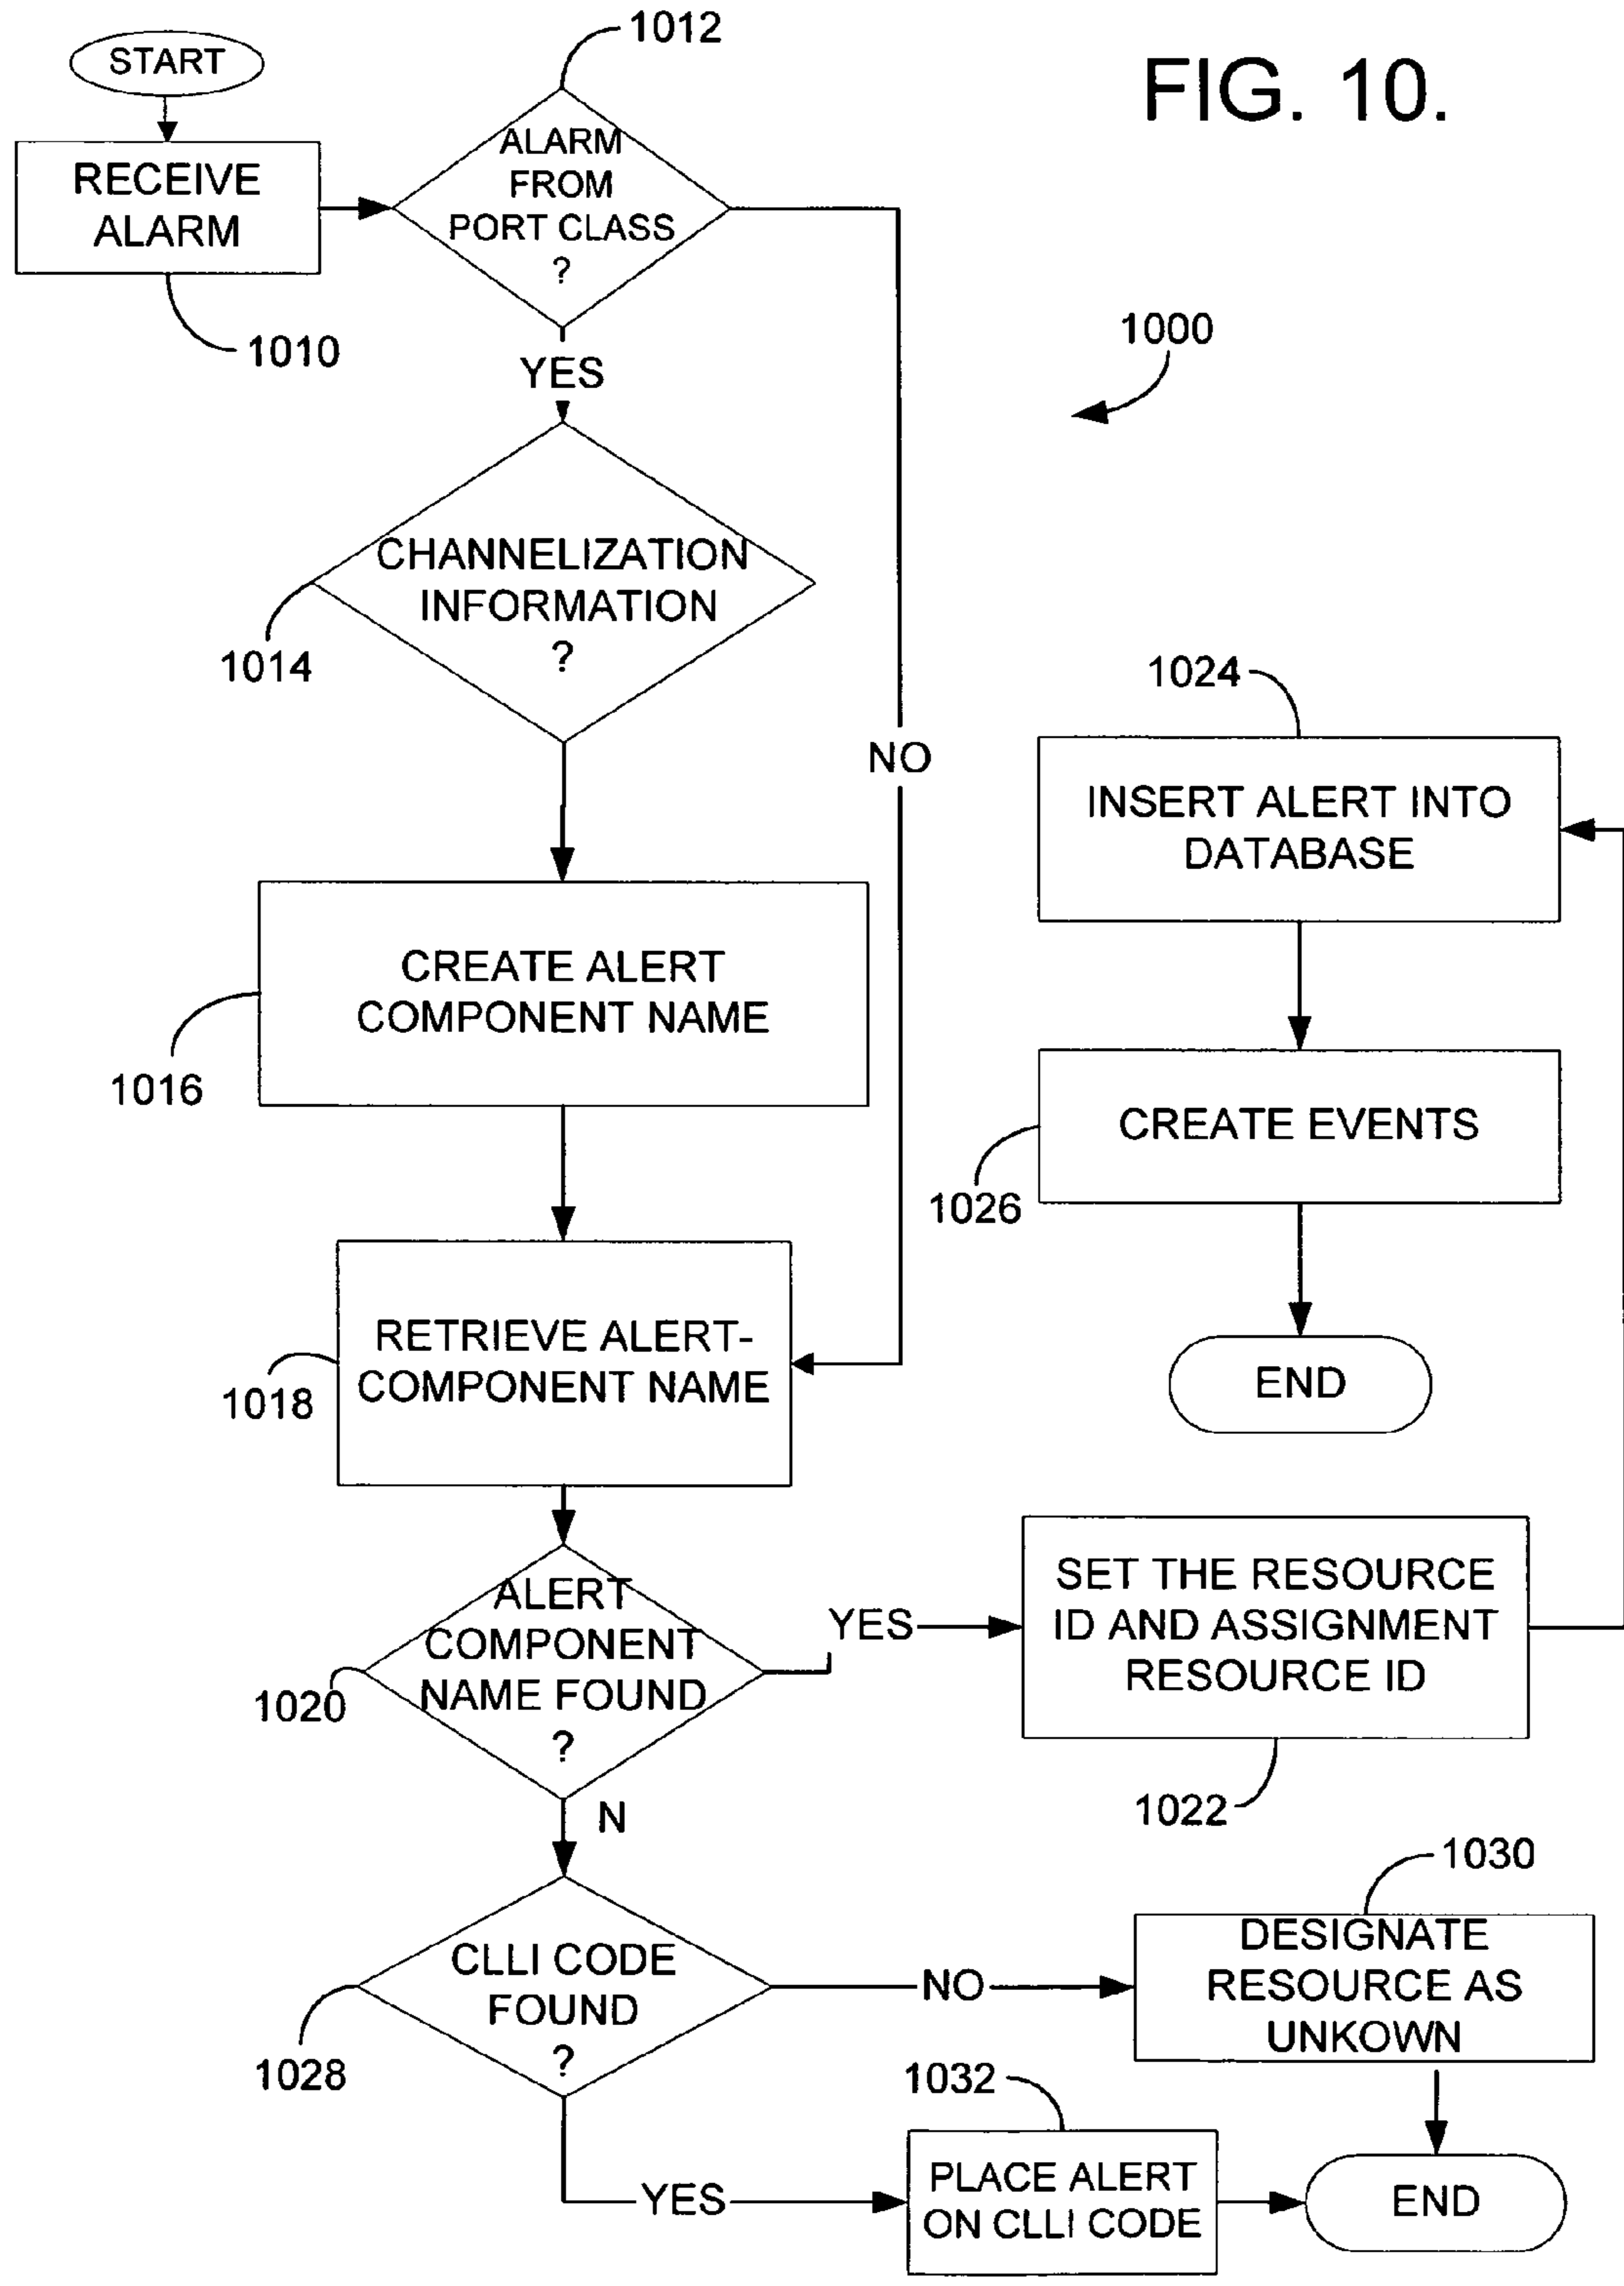 FIG. 10.
START
1012
RECEIVE
ALARM
1010
ALARM
FROM
PORT CLASS
?
YES
NO
1000
CHANNELIZATION
INFORMATION
?
1014
CREATE ALERT
COMPONENT NAME
1016
RETRIEVE ALERT-
COMPONENT NAME
1018
ALERT
COMPONENT
NAME FOUND
?
1020
YES
N
SET THE RESOURCE
ID AND ASSIGNMENT
RESOURCE ID
1022
1024
INSERT ALERT INTO
DATABASE
CREATE EVENTS
1026
END
CLLI CODE
FOUND
?
1028
NO
1030
DESIGNATE
RESOURCE AS
UNKOWN
YES
1032
PLACE ALERT
ON CLLI CODE
END